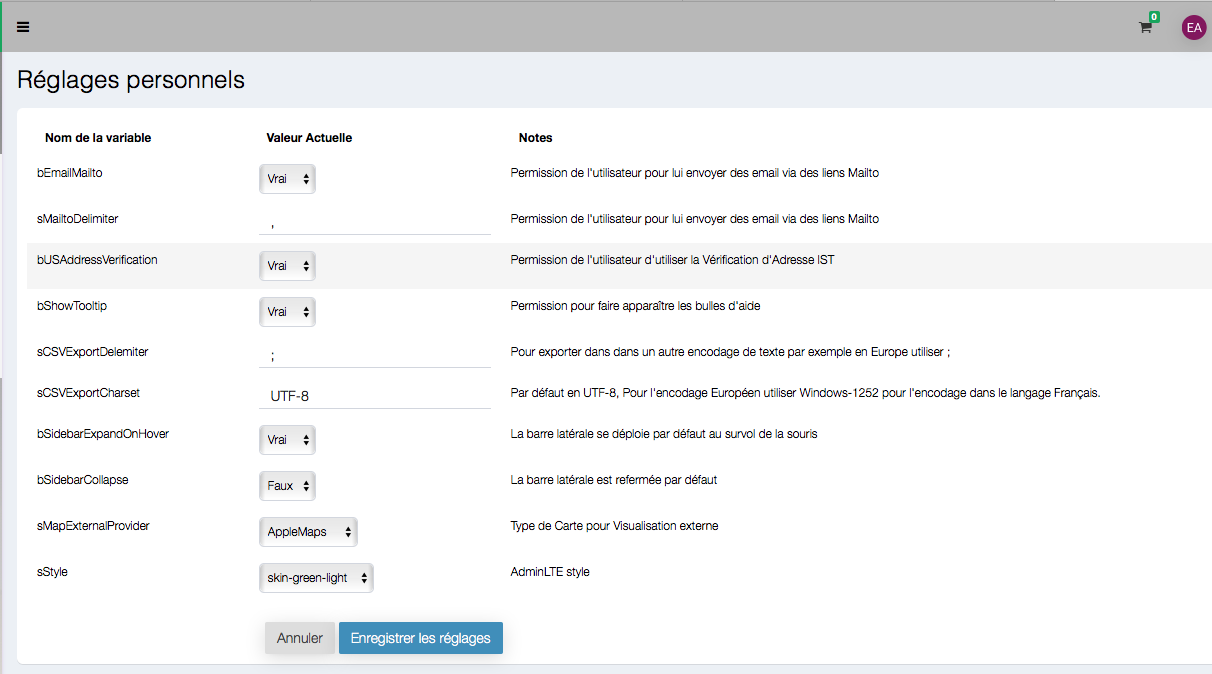 0
EA
Réglages personnels
Nom de la variable Valeur Actuelle Notes
bEmailMailto Vrai Permission de l'utilisateur pour lui envoyer des email via des liens Mailto
sMailtoDelimiter , Permission de l'utilisateur pour lui envoyer des email via des liens Mailto
bUSAddressVerification Vrai Permission de l'utilisateur d'utiliser la Vérification d'Adresse IST
bShowTooltip Vrai Permission pour faire apparaître les bulles d'aide
sCSVExportDelemiter ; Pour exporter dans dans un autre encodage de texte par exemple en Europe utiliser ;
sCSVExportCharset UTF-8 Par défaut en UTF-8, Pour l'encodage Européen utiliser Windows-1252 pour l'encodage dans le langage Français.
bSidebarExpandOnHover Vrai La barre latérale se déploie par défaut au survol de la souris
bSidebarCollapse Faux La barre latérale est refermée par défaut
sMapExternalProvider AppleMaps Type de Carte pour Visualisation externe
sStyle skin-green-light AdminLTE style
Annuler Enregistrer les réglages